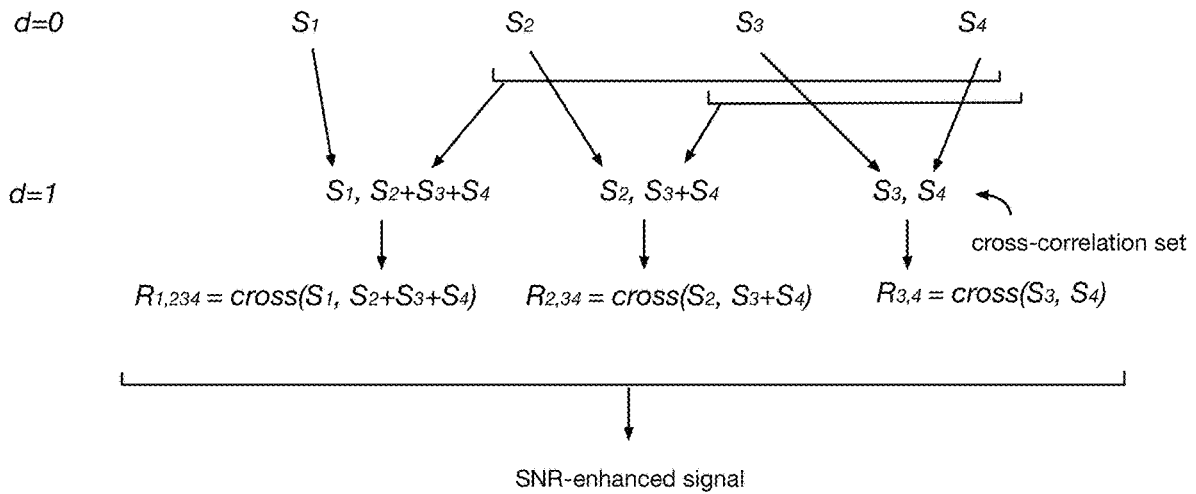 d=0 S1 S2 S3 S4
d=1 S1, S2+S3+S4 S2, S3+S4 S3, S4
cross-correlation set
R1,234 = cross(S1, S2+S3+S4) R2,34 = cross(S2, S3+S4) R3,4 = cross(S3, S4)
SNR-enhanced signal